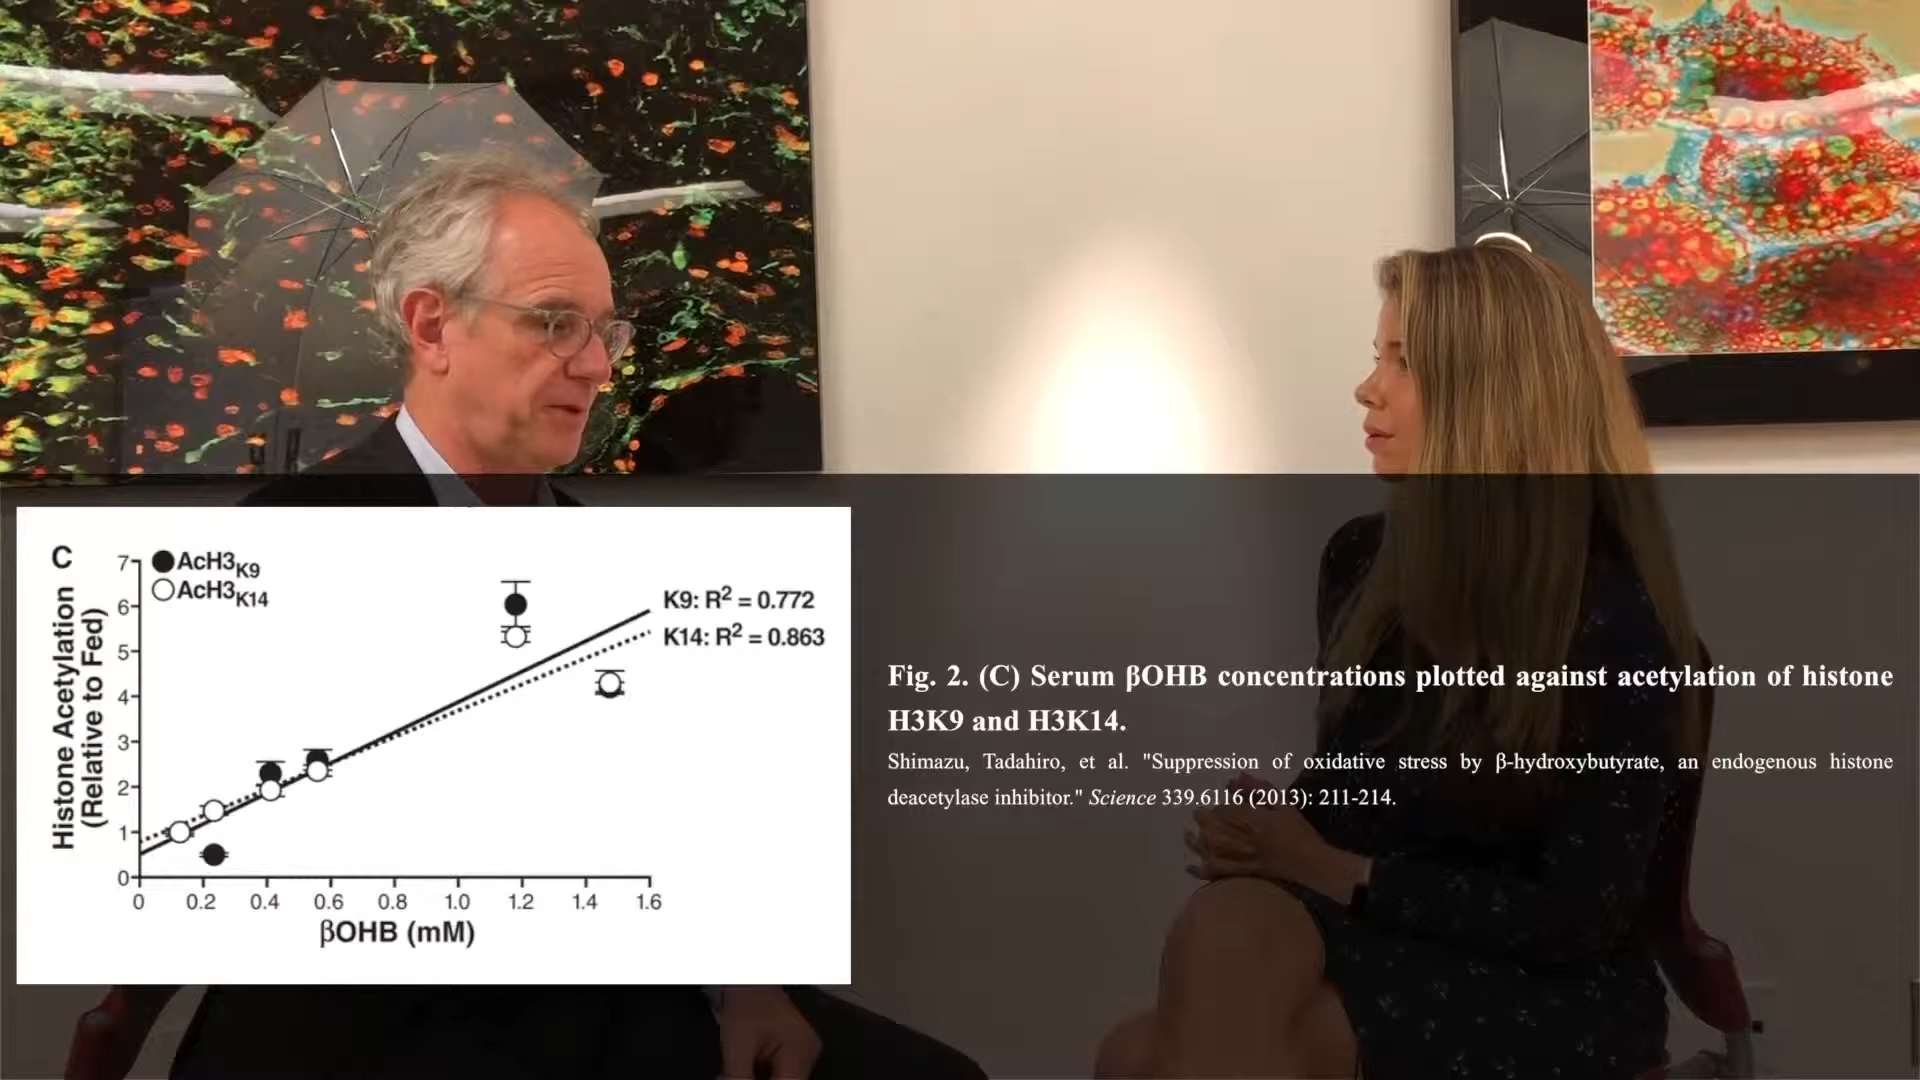 C
7
6
5
4
3
2
1
0
AcH3K9
AcH3K14
Histone Acetylation
(Relative to Fed)
K9: R2 = 0.772
K14: R2 = 0.863
0 0.2 0.4 0.6 0.8 1.0 1.2 1.4 1.6
βOHB (mM)
Fig. 2. (C) Serum βOHB concentrations plotted against acetylation of histone
H3K9 and H3K14.
Shimazu, Tadahiro, et al. "Suppression of oxidative stress by β-hydroxybutyrate, an endogenous histone
deacetylase inhibitor." Science 339.6116 (2013): 211-214.